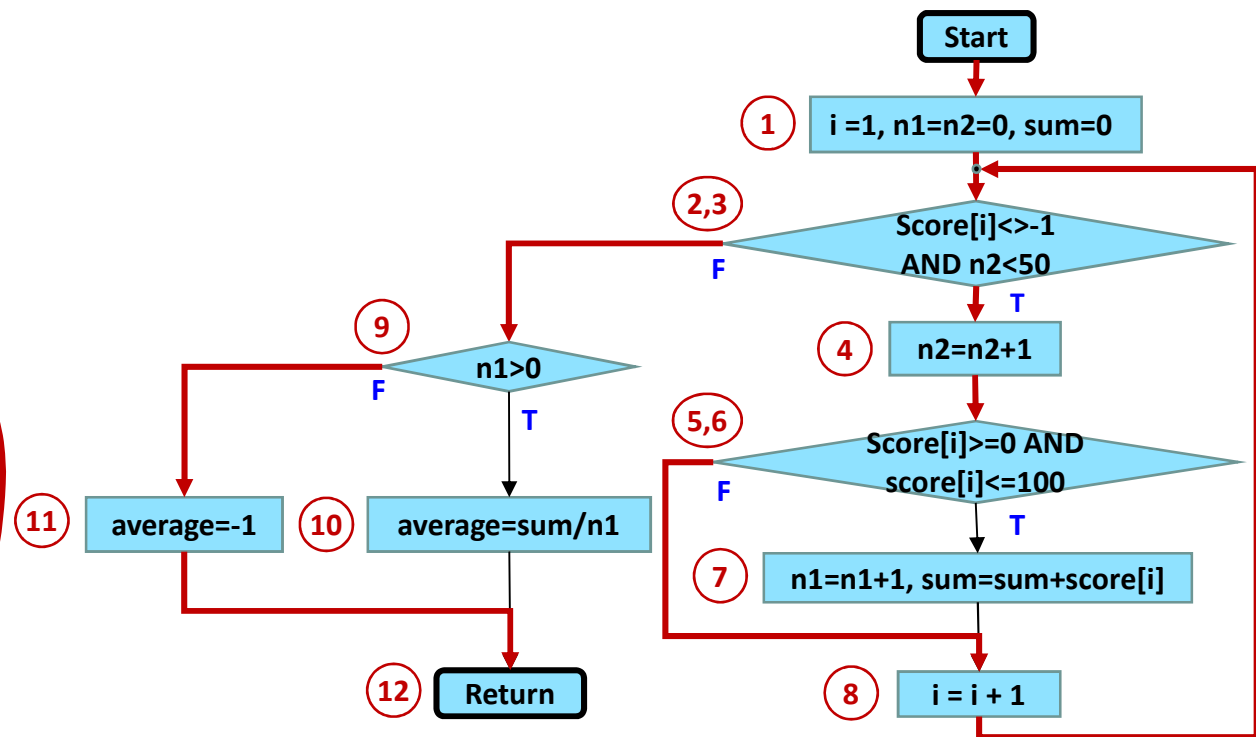 Start
1
i =1, n1=n2=0, sum=0
2,3
Score[i]<>-1
AND n2<50
F
T
9
n1>0
F
T
4
n2=n2+1
5,6
Score[i]>=0 AND
score[i]<=100
F
T
11
average=-1
10
average=sum/n1
7
n1=n1+1, sum=sum+score[i]
12
Return
8
i = i + 1